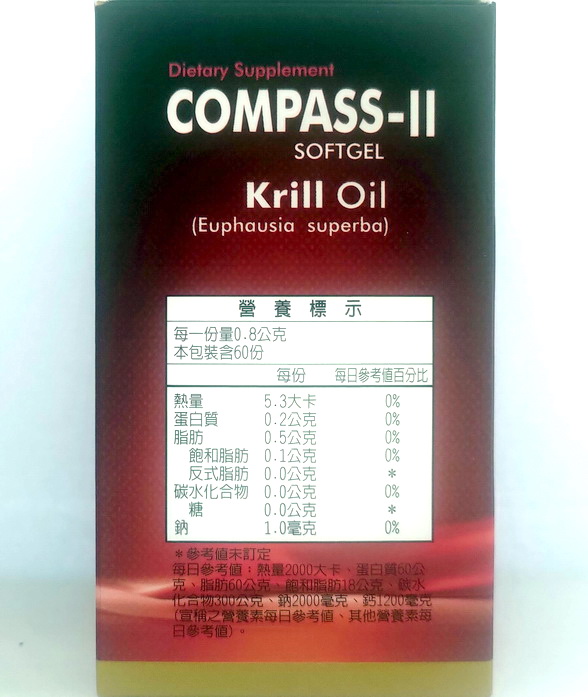 Dietary Supplement
COMPASS-II
SOFTGEL
Krill Oil
(Euphausia superba)
營養標示
每一份量0.8公克
本包裝含60份
每份 每日參考值百分比
熱量 5.3大卡 0%
蛋白質 0.2公克 0%
脂肪 0.5公克 0%
飽和脂肪 0.1公克 0%
反式脂肪 0.0公克 *
碳水化合物 0.0公克 0%
糖 0.0公克 *
鈉 1.0毫克 0%
*參考值未訂定
每日參考值：熱量2000大卡、蛋白質60公
克、脂肪60公克、飽和脂肪18公克、碳水
化合物300公克、鈉2000毫克、鈣1200毫克
(宣稱之營養素每日參考值、其他營養素每
日參考值)。